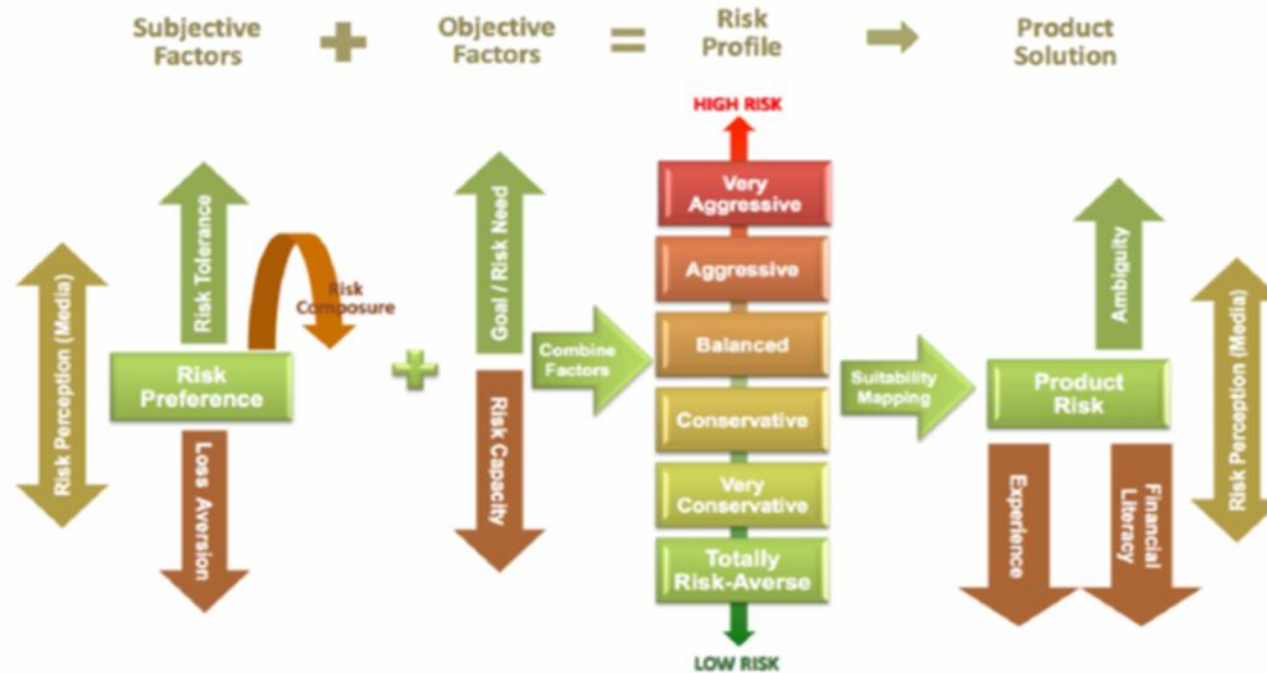 Subjective
Factors
+
Objective
Factors
=
Risk
Profile
Product
Solution
Risk Perception (Media)
Risk Tolerance
Risk
Composure
Risk
Preference
Loss Aversion
+
Goal / Risk Need
Risk Capacity
Combine
Factors
HIGH RISK
Very
Aggressive
Aggressive
Balanced
Conservative
Very
Conservative
Totally
Risk-Averse
LOW RISK
Suitability
Mapping
Ambiguity
Product
Risk
Experience
Financial
Literacy
Risk Perception (Media)